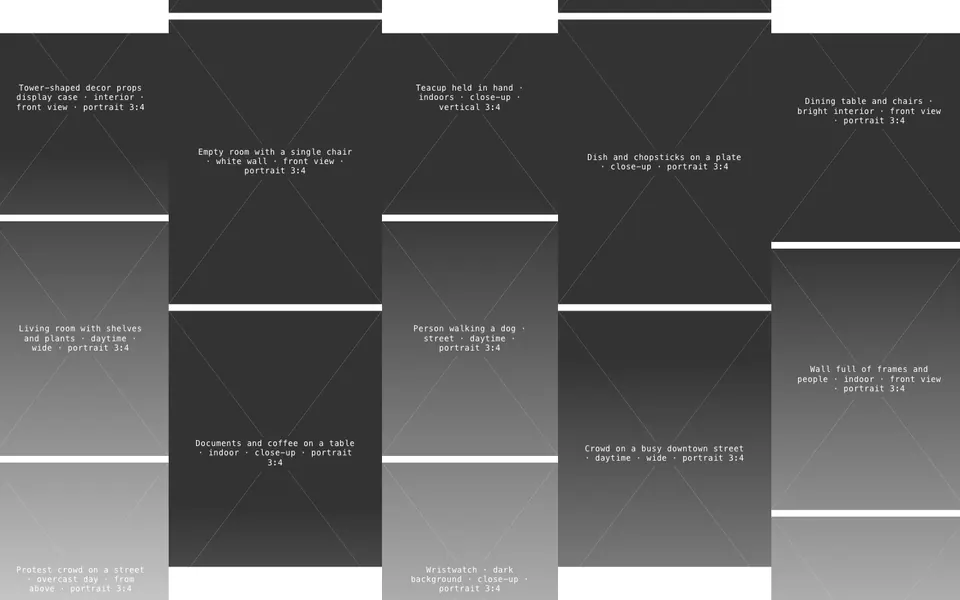 Tower-shaped decor props
display case · interior ·
front view · portrait 3:4
Living room with shelves
and plants · daytime ·
wide · portrait 3:4
Protest crowd on a street
· overcast day · from
above · portrait 3:4
Empty room with a single chair
· white wall · front view ·
portrait 3:4
Documents and coffee on a table
· indoor · close-up · portrait
3:4
Teacup held in hand ·
indoors · close-up ·
vertical 3:4
Person walking a dog ·
street · daytime ·
portrait 3:4
Wristwatch · dark
background · close-up ·
portrait 3:4
Dish and chopsticks on a plate
· close-up · portrait 3:4
Crowd on a busy downtown street
· daytime · wide · portrait 3:4
Dining table and chairs ·
bright interior · front view
· portrait 3:4
Wall full of frames and
people · indoor · front view
· portrait 3:4